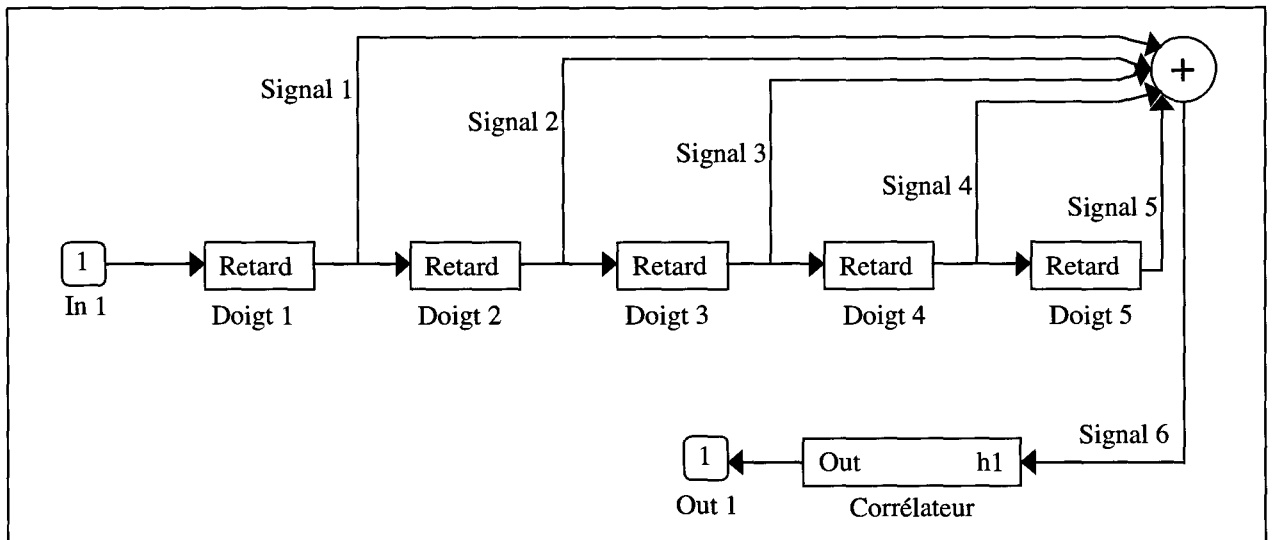 +
Signal 1
Signal 2
Signal 3
Signal 4
Signal 5
1
Retard
Retard
Retard
Retard
Retard
In 1
Doigt 1
Doigt 2
Doigt 3
Doigt 4
Doigt 5
Signal 6
1
Out h1
Out 1
Corrélateur